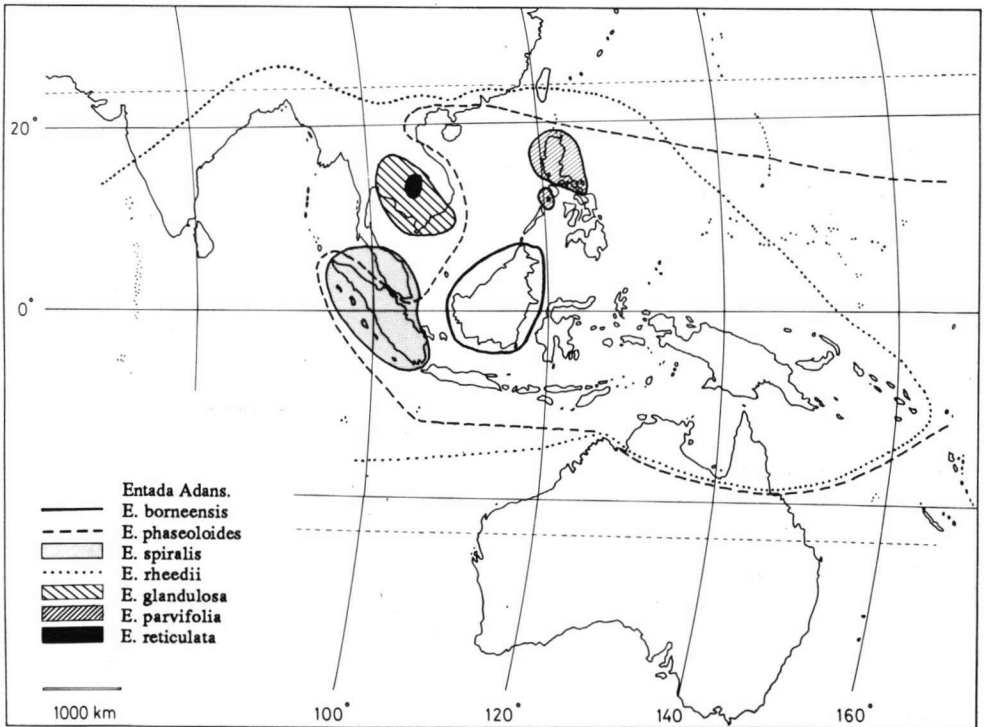 20°
0°
Entada Adans.
E. borneensis
E. phaseoloides
E. spiralis
E. rheedii
E. glandulosa
E. parvifolia
E. reticulata
1000 km
100°
120°
140°
160°